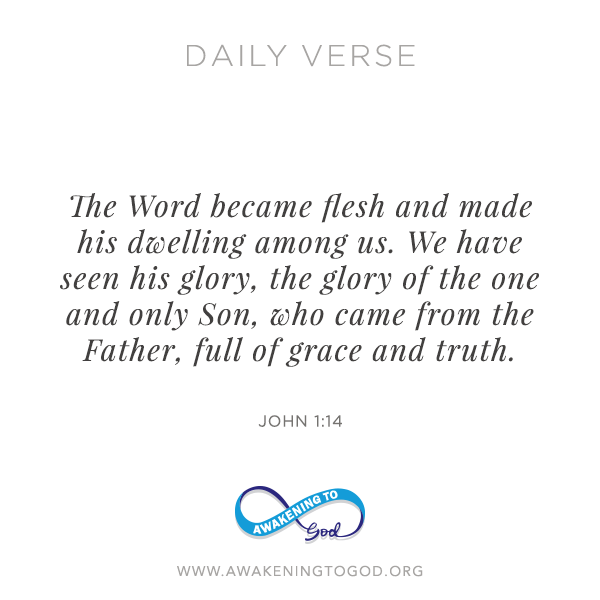 DAILY VERSE
The Word became flesh and made
his dwelling among us. We have
seen his glory, the glory of the one
and only Son, who came from the
Father, full of grace and truth.
JOHN 1:14
AWAKENING TO
God
WWW.AWAKENINGTOGOD.ORG